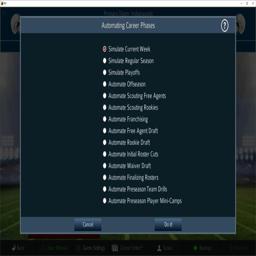 Automating Career Phases
?
Simulate Current Week
Simulate Regular Season
Simulate Playoffs
Automate Offseason
Automate Scouting Free Agents
Automate Scouting Rookies
Automate Franchising
Automate Free Agent Draft
Automate Rookie Draft
Automate Initial Roster Cuts
Automate Waiver Draft
Automate Finalizing Rosters
Automate Preseason Team Drills
Automate Preseason Player Mini-Camps
Cancel
Do it!